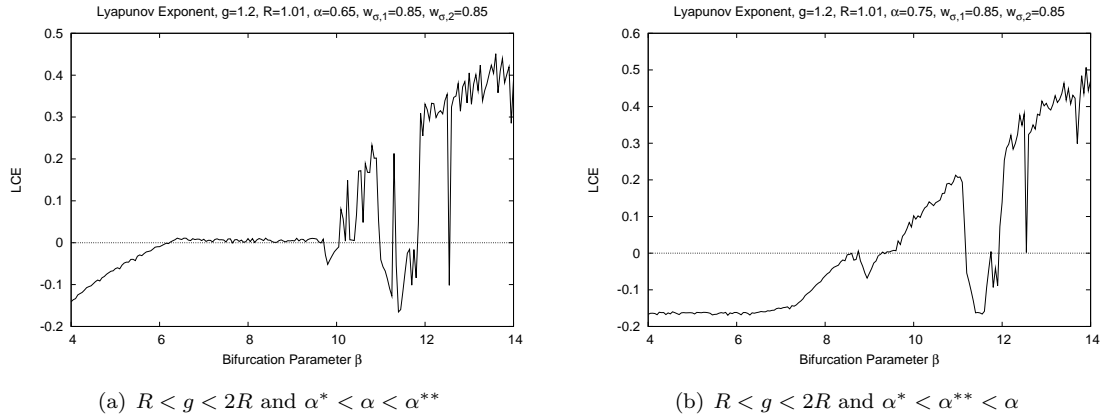 Lyapunov Exponent, g=1.2, R=1.01, α=0.65, wσ,1=0.85, wσ,2=0.85
0.5
0.4
0.3
0.2
0.1
0
-0.1
-0.2
LCE
4 6 8 10 12 14
Bifurcation Parameter β
(a) R < g < 2R and α* < α < α**
Lyapunov Exponent, g=1.2, R=1.01, α=0.75, wσ,1=0.85, wσ,2=0.85
0.6
0.5
0.4
0.3
0.2
0.1
0
-0.1
-0.2
LCE
4 6 8 10 12 14
Bifurcation Parameter β
(b) R < g < 2R and α* < α** < α